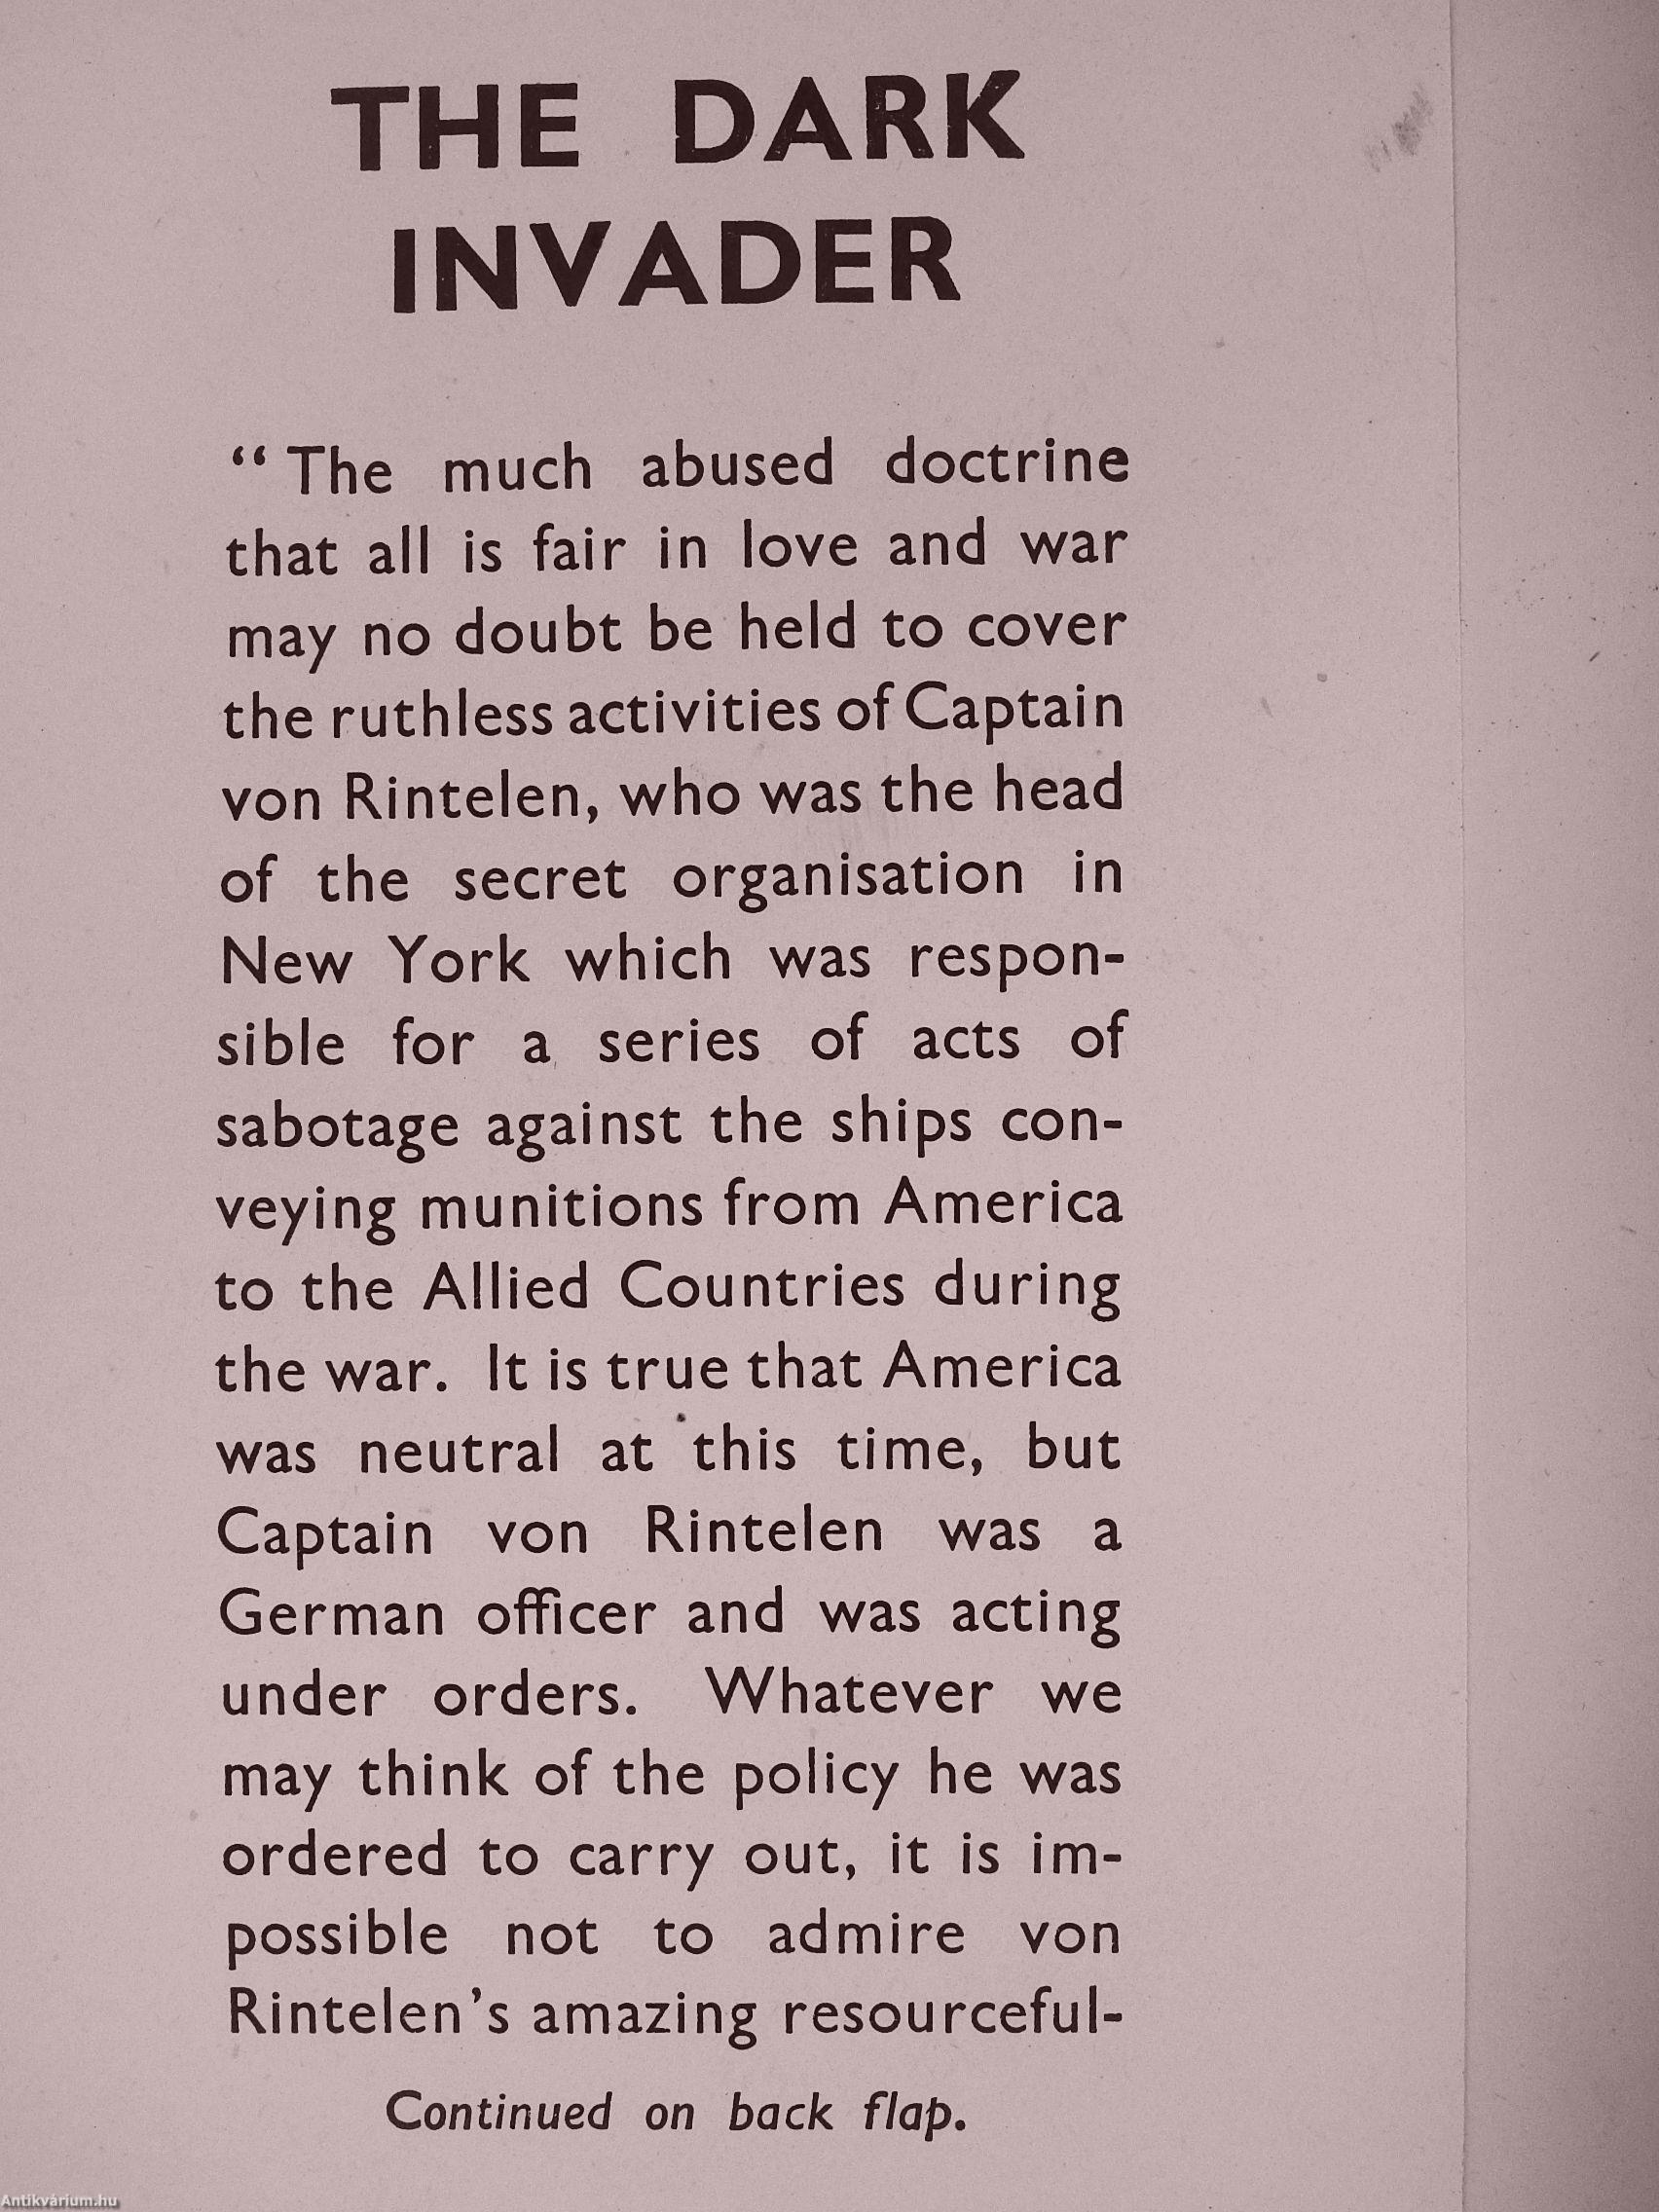 THE DARK
INVADER
“ The much abused doctrine
that all is fair in love and war
may no doubt be held to cover
the ruthless activities of Captain
von Rintelen, who was the head
of the secret organisation in
New York which was respon-
sible for a series of acts of
sabotage against the ships con-
veying munitions from America
to the Allied Countries during
the war. It is true that America
was neutral at this time, but
Captain von Rintelen was a
German officer and was acting
under orders. Whatever we
may think of the policy he was
ordered to carry out, it is im-
possible not to admire von
Rintelen’s amazing resourceful-
Continued on back flap.
Antikvárium.hu